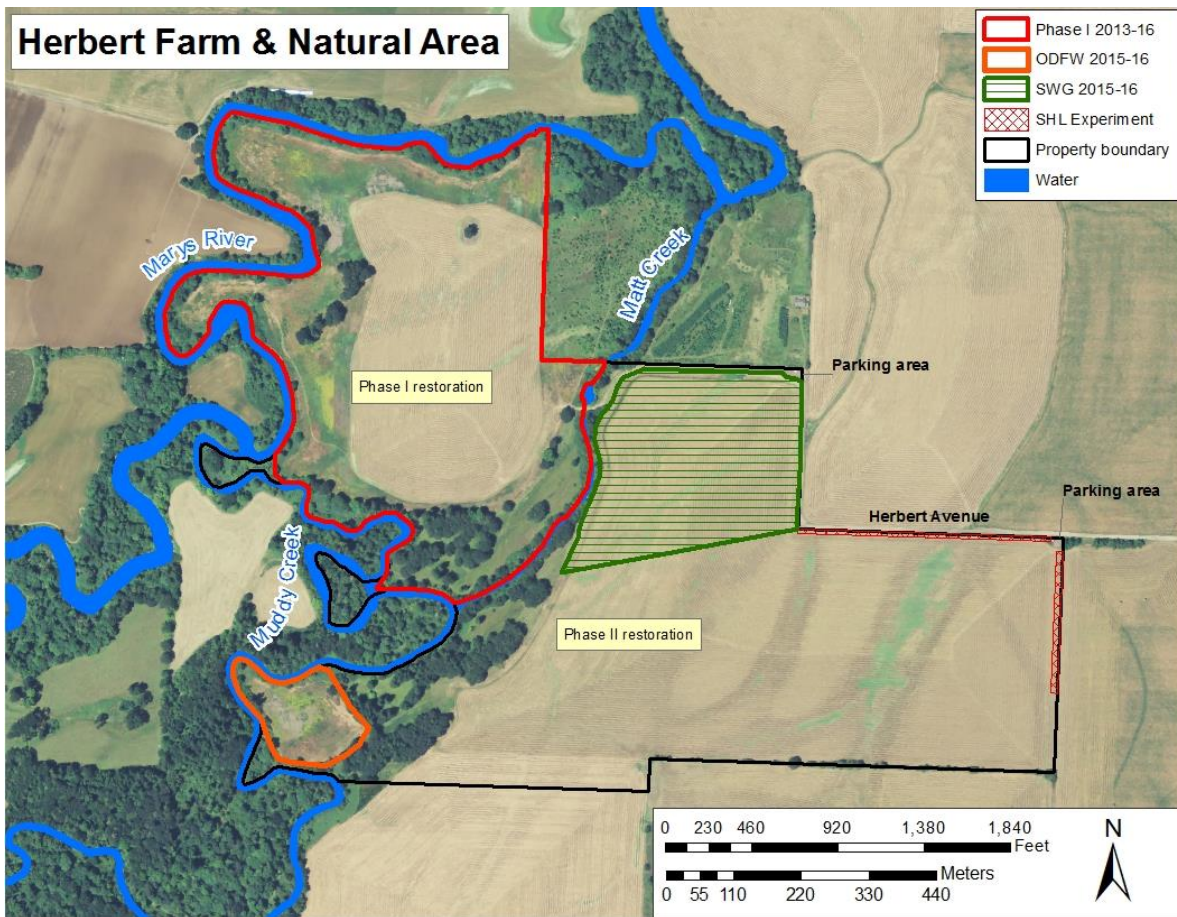 Herbert Farm & Natural Area
Phase I 2013-16
ODFW 2015-16
SWG 2015-16
SHL Experiment
Property boundary
Water
Marys River
Matt Creek
Parking area
Phase I restoration
Parking area
Herbert Avenue
Muddy Creek
Phase II restoration
0 230 460 920 1,380 1,840
Feet
Meters
0 55 110 220 330 440
N